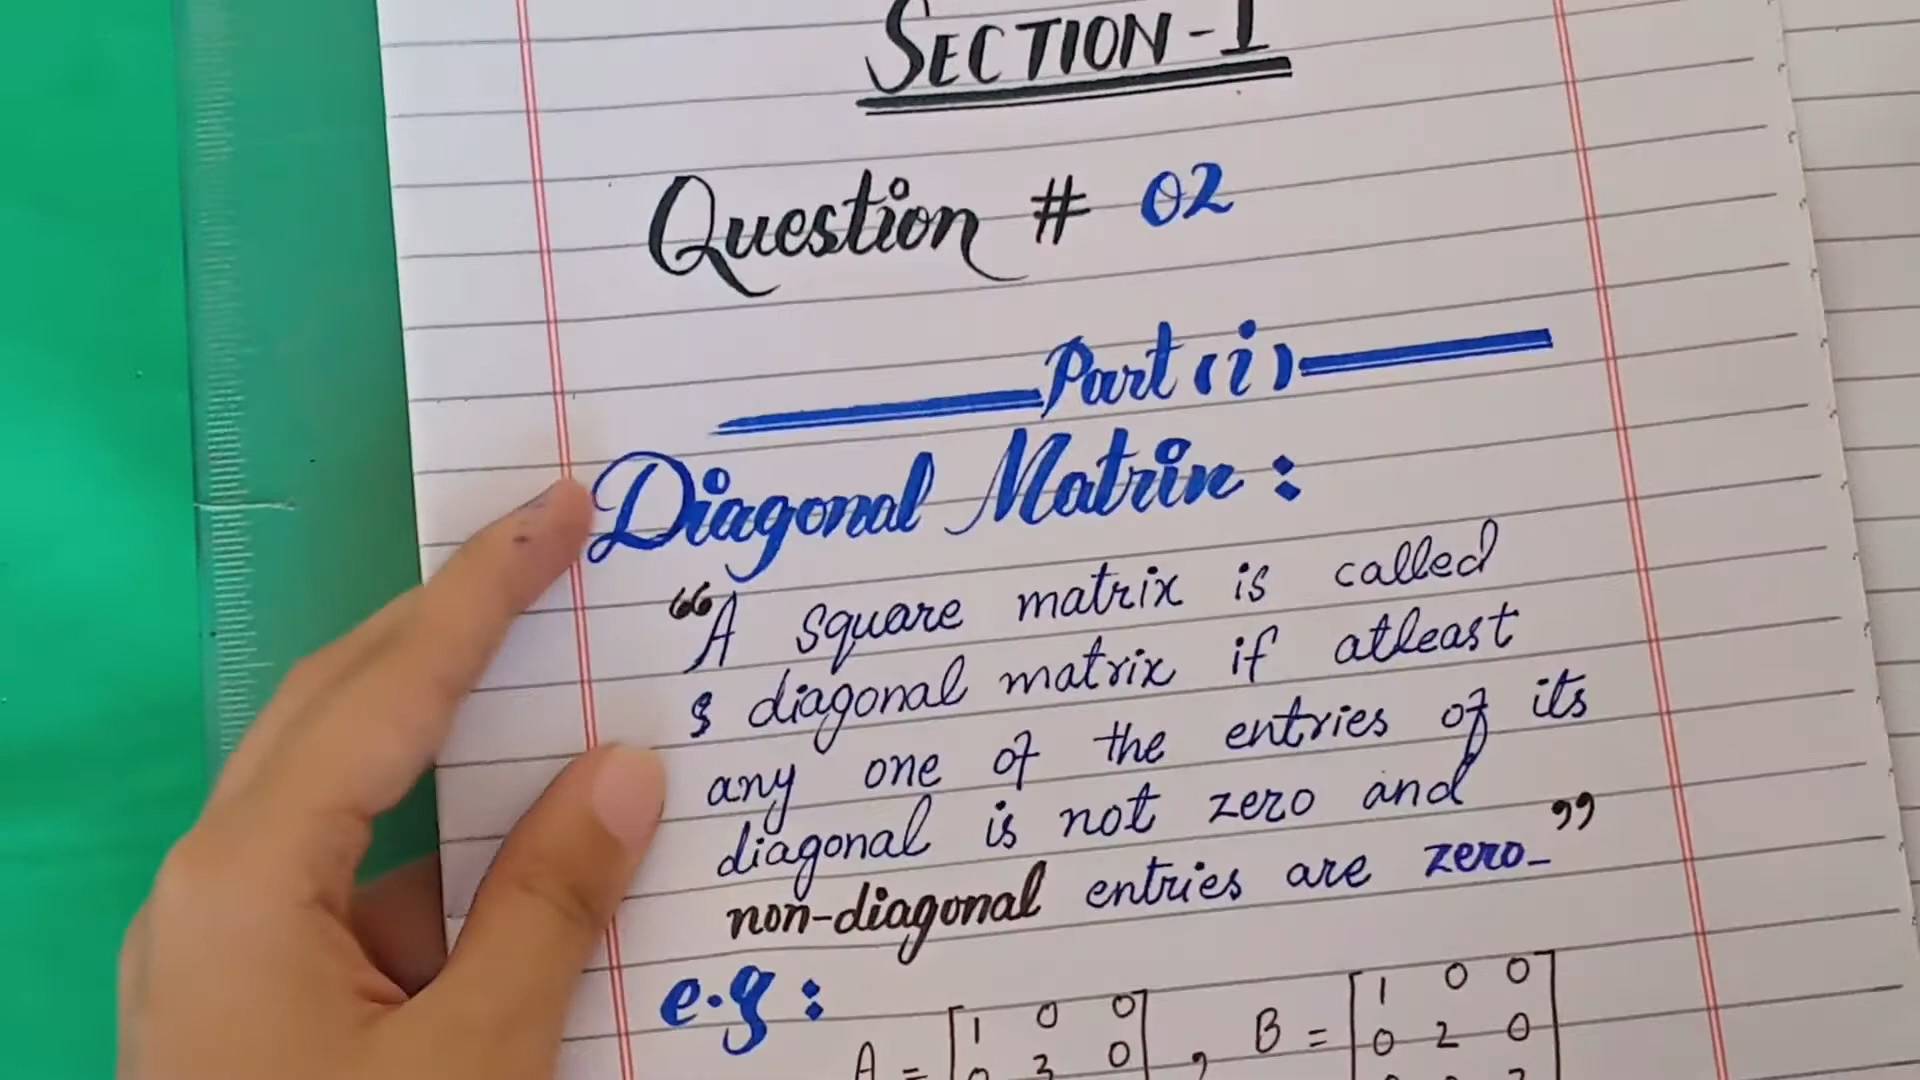 SECTION-I
Question # 02
Part (i)
Diagonal Matrix:
"A square matrix is called
diagonal matrix if atleast
any one of the entries of its
diagonal is not zero and
non-diagonal entries are zero."
e.g:
A = [1 0 0, B = [1 0 0
3 0 0 2 0